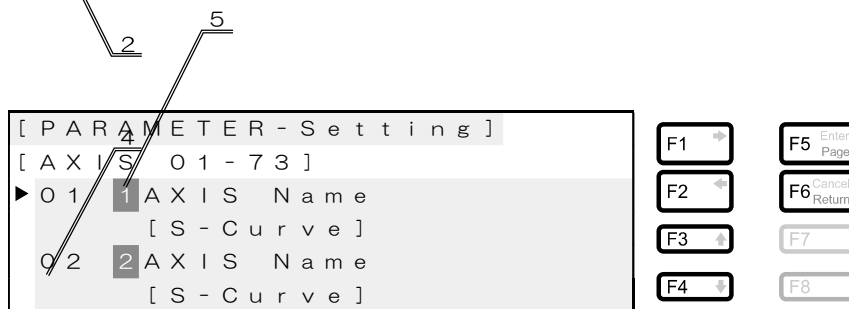 5
2
[PARAMETER-Setting]
4
[AXIS 01-73]
▶01 1AXIS Name
[S-Curve]
02 2AXIS Name
[S-Curve]
F1
F5 Enter Page
F2
F6 Cancel Return
F3
F7
F4
F8